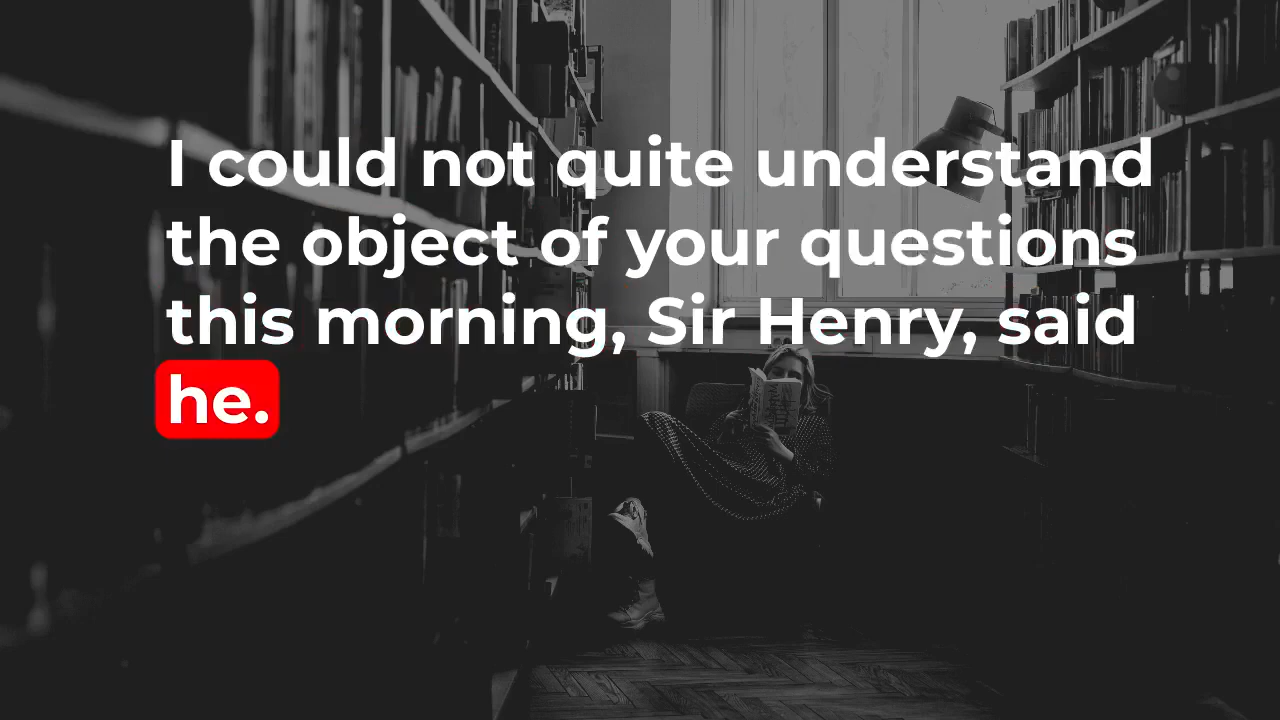 I could not quite understand
the object of your questions
this morning, Sir Henry, said
he.